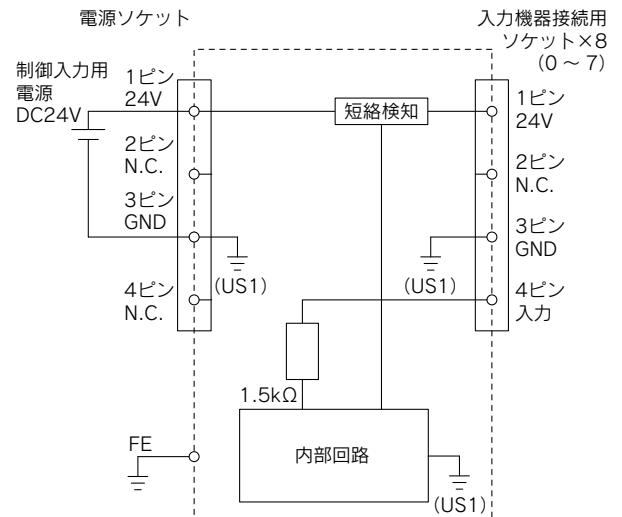 電源ソケット
入力機器接続用
ソケット×8
(0 ～ 7)
制御入力用
電源
DC24V
1ピン
24V
2ピン
N.C.
3ピン
GND
(US1)
4ピン
N.C.
短絡検知
1ピン
24V
2ピン
N.C.
3ピン
GND
(US1)
4ピン
入力
1.5kΩ
内部回路
(US1)
FE